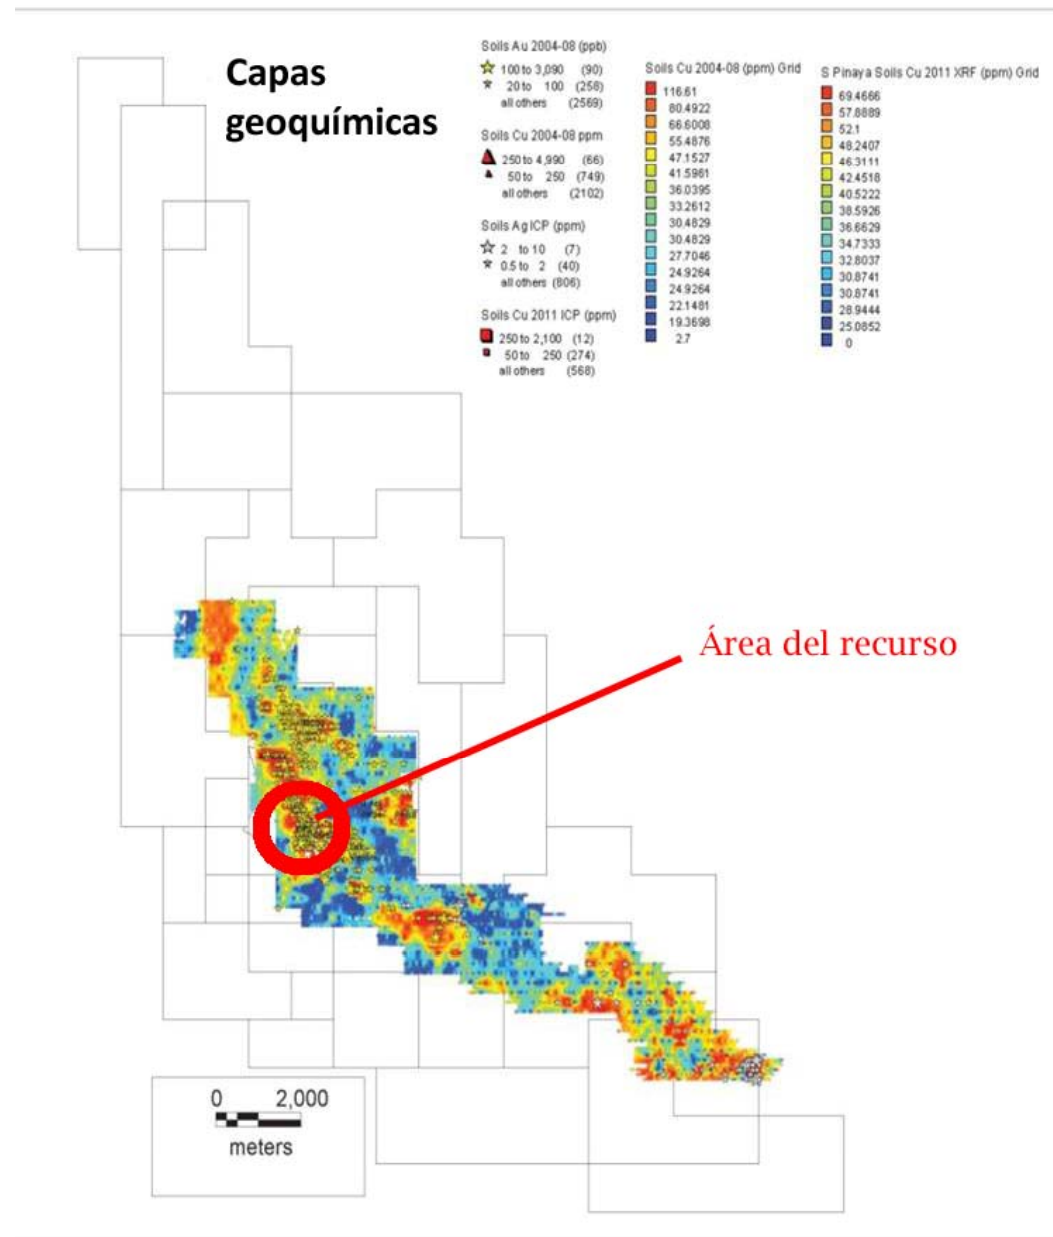 Capas
geoquímicas
Soils Au 2004-08 (ppb)
100 to 3,090 (90)
20 to 100 (258)
all others (2569)
Soils Cu 2004-08 ppm
250 to 4,990 (66)
50 to 250 (749)
all others (2102)
Soils Ag ICP (ppm)
2 to 10 (7)
0.5 to 2 (40)
all others (806)
Soils Cu 2011 ICP (ppm)
250 to 2,100 (12)
50 to 250 (274)
all others (568)
Soils Cu 2004-08 (ppm) Grid
116.61
80.4922
66.6008
55.4876
47.1527
41.5961
36.0395
33.2612
30.4829
30.4829
27.7046
24.9264
24.9264
22.1481
19.3698
2.7
S Pinaya Soils Cu 2011 XRF (ppm) Grid
69.4666
57.8889
52.1
48.2407
46.3111
42.4518
40.5222
38.5926
36.6629
34.7333
32.8037
30.8741
30.8741
28.9444
25.0852
0
Área del recurso
0 2,000
meters